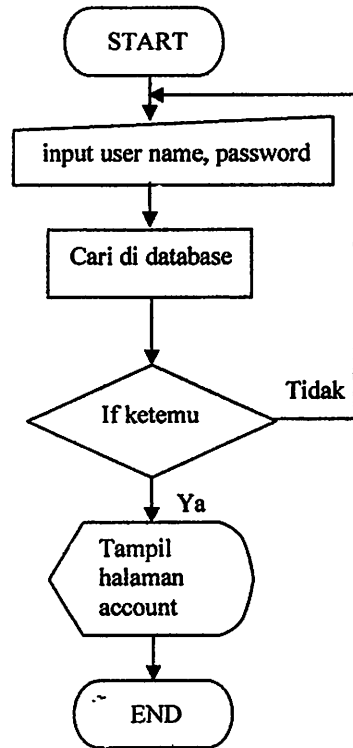 START
input user name, password
Cari di database
If ketemu
Tidak
Ya
Tampil
halaman
account
END